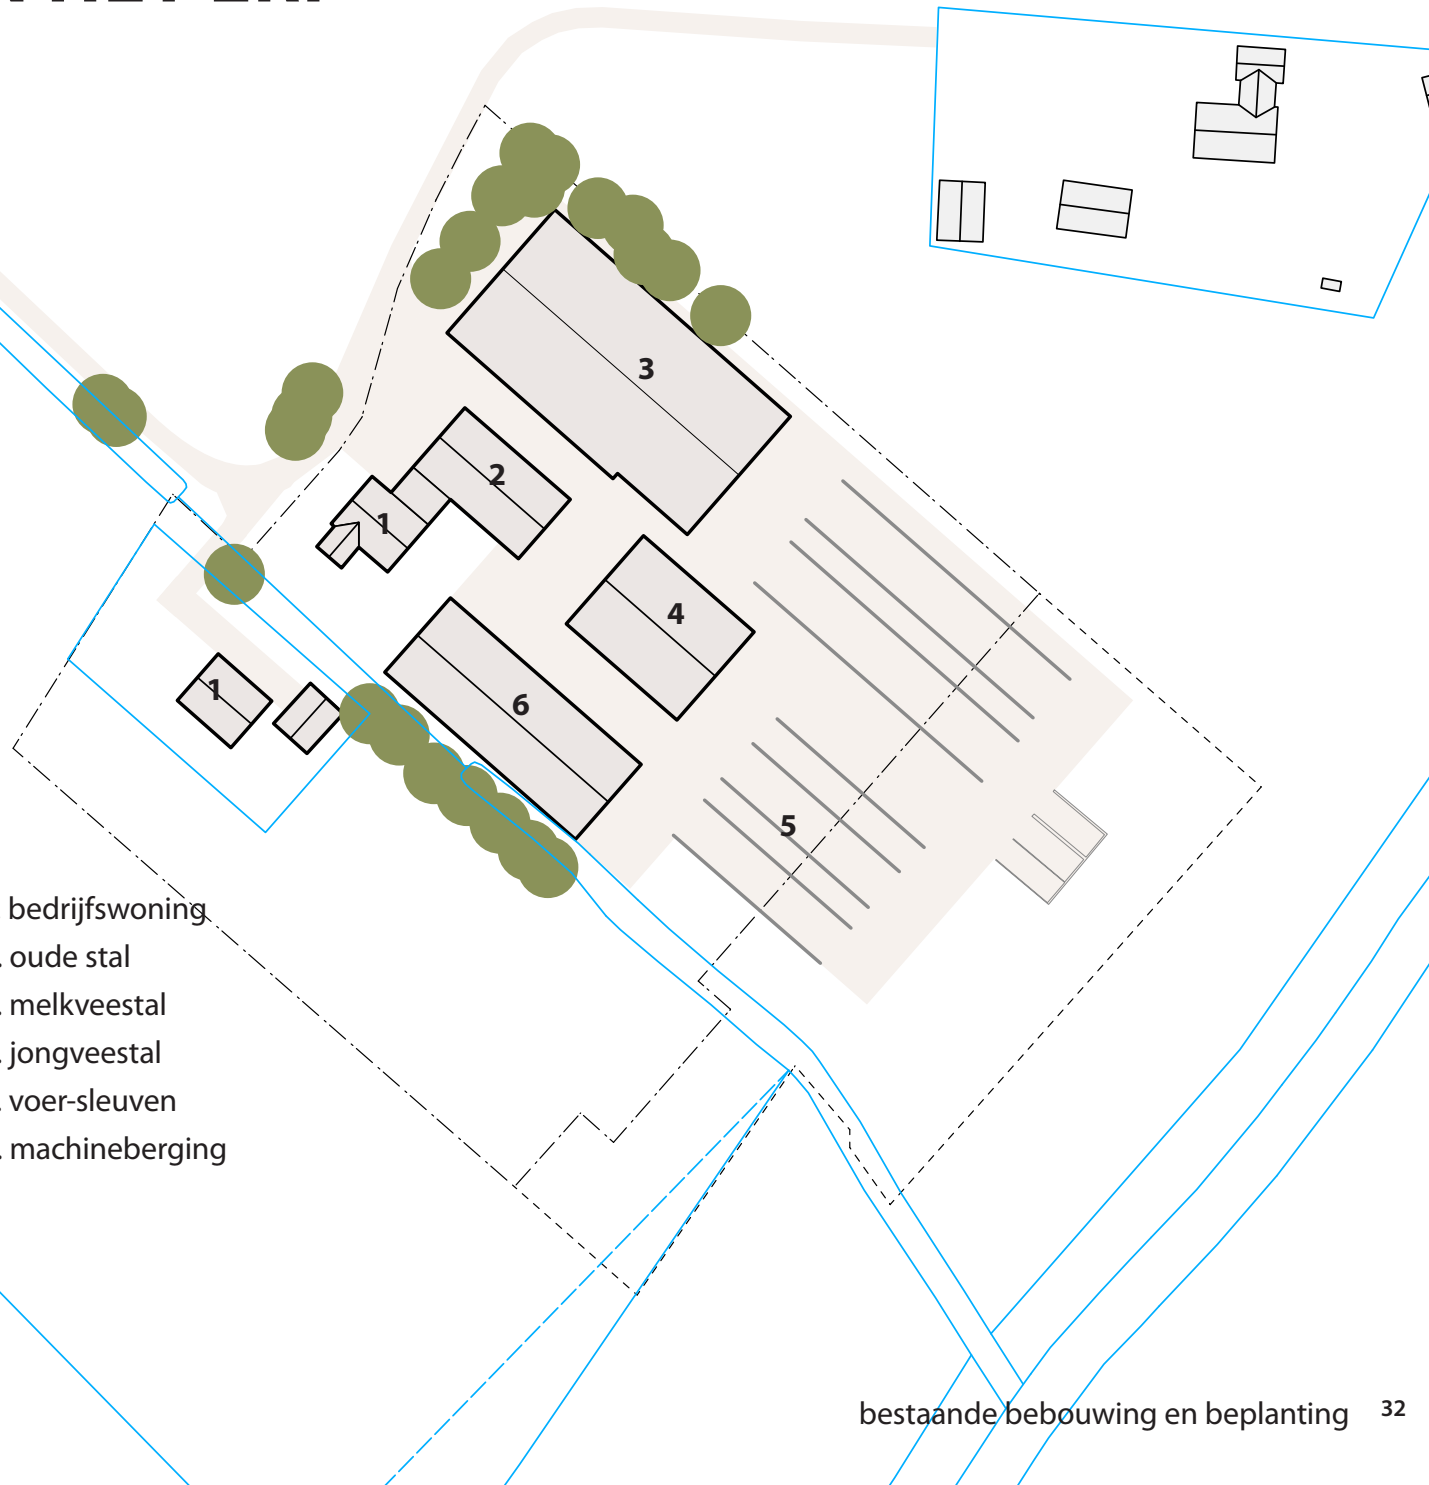 3
2
1
4
6
1
5
bedrijfswoning
. oude stal
. melkveestal
. jongveestal
. voer-sleuven
. machineberging
bestaande bebouwing en beplanting 32